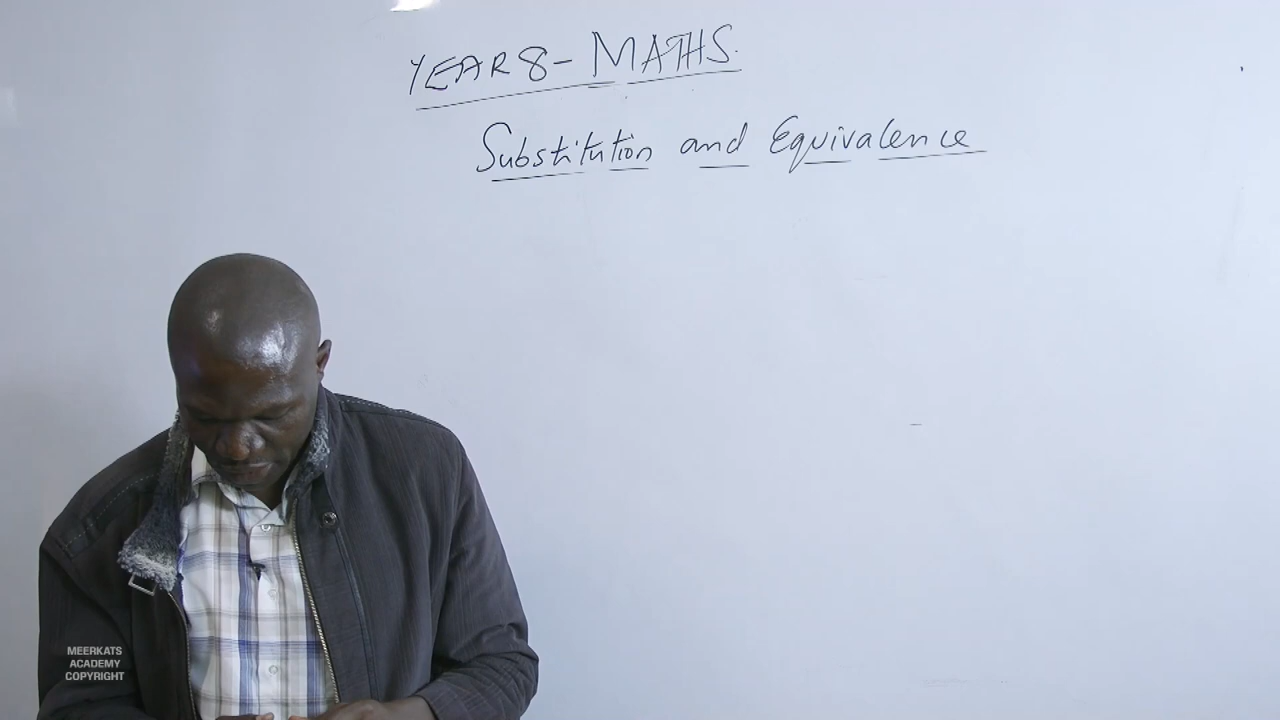 YEAR 8 - MATHS.
Substitution and Equivalence
MEERKATS
ACADEMY
COPYRIGHT